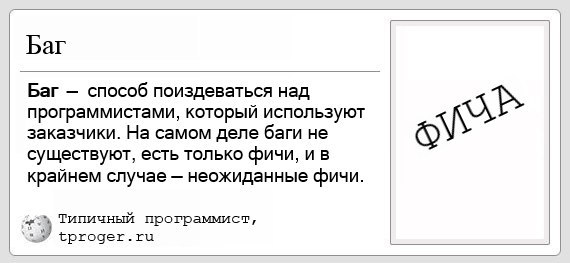 Баг
Баг – способ поиздеваться над
программистами, который используют
заказчики. На самом деле баги не
существуют, есть только фичи, и в
крайнем случае – неожиданные фичи.
Типичный программист,
tproger.ru
ФИЧА